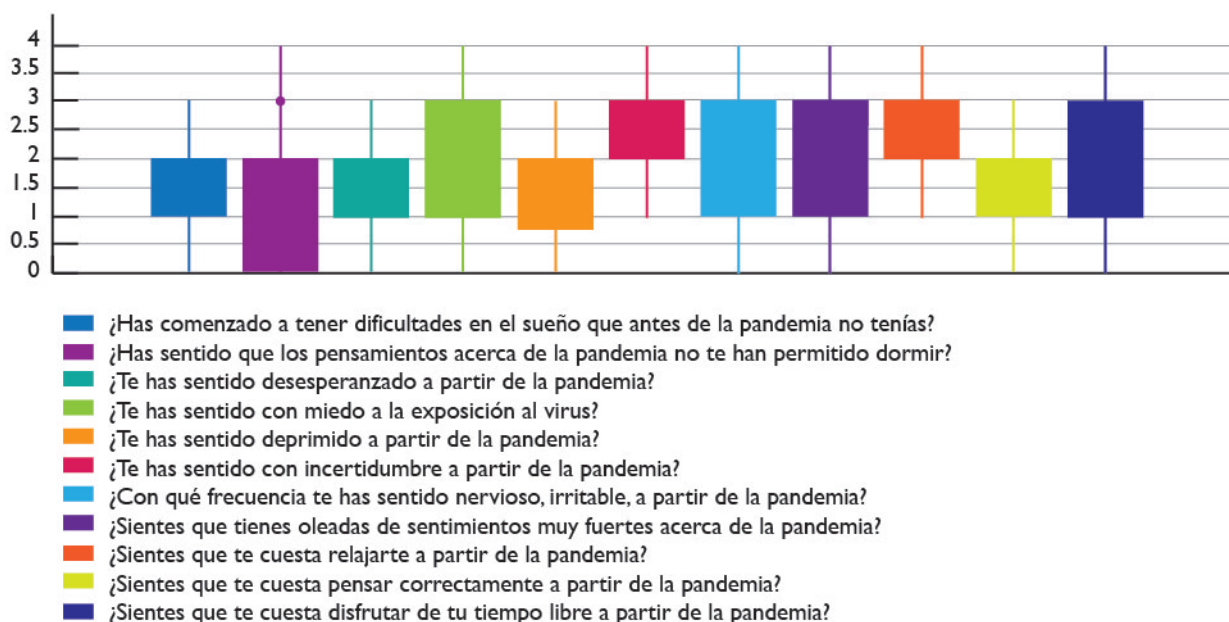 4
3.5
3
2.5
2
1.5
1
0.5
0
¿Has comenzado a tener dificultades en el sueño que antes de la pandemia no tenías?
¿Has sentido que los pensamientos acerca de la pandemia no te han permitido dormir?
¿Te has sentido desesperanzado a partir de la pandemia?
¿Te has sentido con miedo a la exposición al virus?
¿Te has sentido deprimido a partir de la pandemia?
¿Te has sentido con incertidumbre a partir de la pandemia?
¿Con qué frecuencia te has sentido nervioso, irritable, a partir de la pandemia?
¿Sientes que tienes oleadas de sentimientos muy fuertes acerca de la pandemia?
¿Sientes que te cuesta relajarte a partir de la pandemia?
¿Sientes que te cuesta pensar correctamente a partir de la pandemia?
¿Sientes que te cuesta disfrutar de tu tiempo libre a partir de la pandemia?